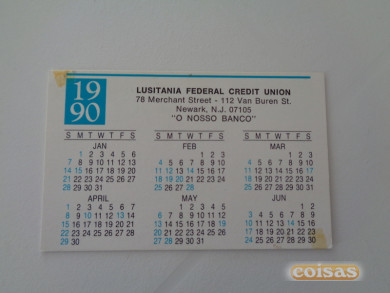 19
90
LUSITANIA FEDERAL CREDIT UNION
78 Merchant Street - 112 Van Buren St.
Newark, N.J. 07105
"O NOSSO BANCO"
S M T W T F S
S M T W T F S
S M T W T F S
JAN
FEB
MAR
1 2 3 4 5 6
1 2 3
1 2 3
7 8 9 10 11 12 13
4 5 6 7 8 9 10
4 5 6 7 8 9 10
14 15 16 17 18 19 20
11 12 13 14 15 16 17
11 12 13 14 15 16 17
21 22 23 24 25 26 27
18 19 20 21 22 23 24
18 19 20 21 22 23 24
28 29 30 31
25 26 27 28
25 26 27 28 29 30 31
APRIL
MAY
JUN
1 2 3 4 5 6 7
1 2 3 4 5
1 2
8 9 10 11 12 13 14
6 7 8 9 10 11 12
3 4 5 6 7 8 9
15 16 17 18 19 20 21
13 14 15 16 17 18 19
10 11 12 13 14 15 16
22 23 24 25 26 27 28
20 21 22 23 24 25 26
17 18 19 20 21 22 23
29 30
27 28 29 30 31
24 25 26 27 28 29 30
coisas